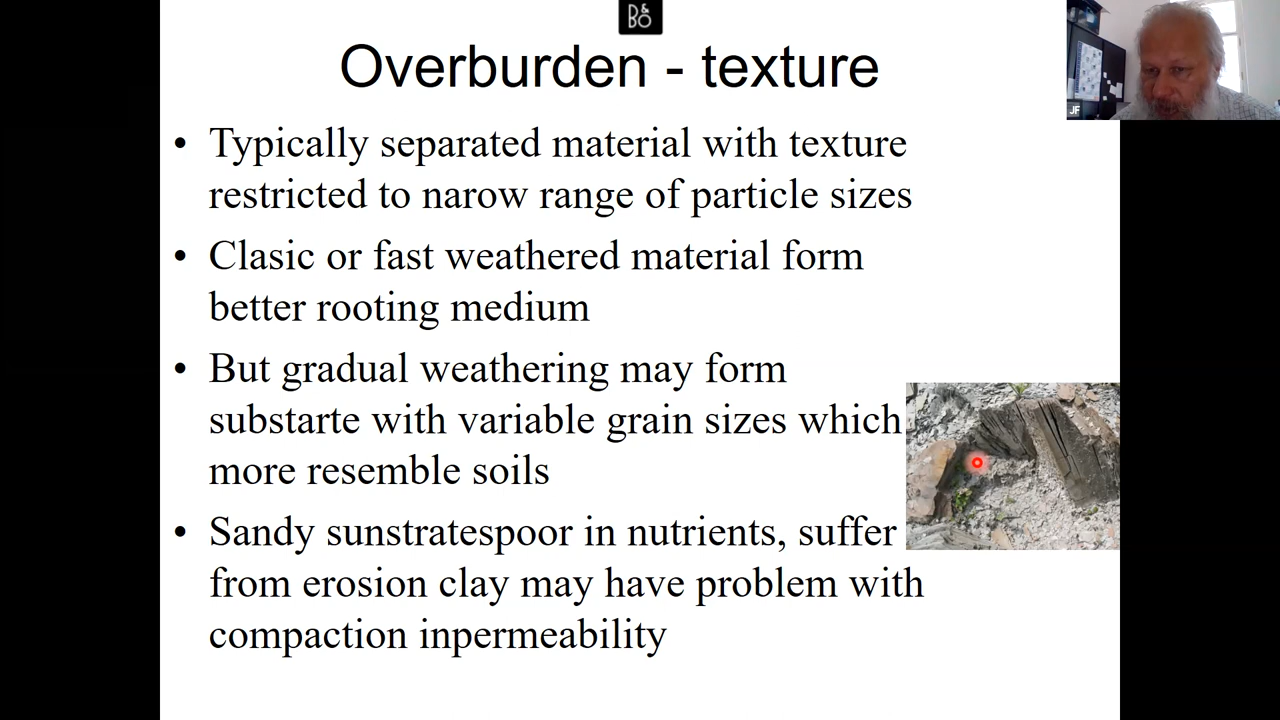 B&O
Overburden - texture
JF
• Typically separated material with texture
restricted to narow range of particle sizes
• Clasic or fast weathered material form
better rooting medium
• But gradual weathering may form
substarte with variable grain sizes which
more resemble soils
• Sandy sunstratespoor in nutrients, suffer
from erosion clay may have problem with
compaction inpermeability